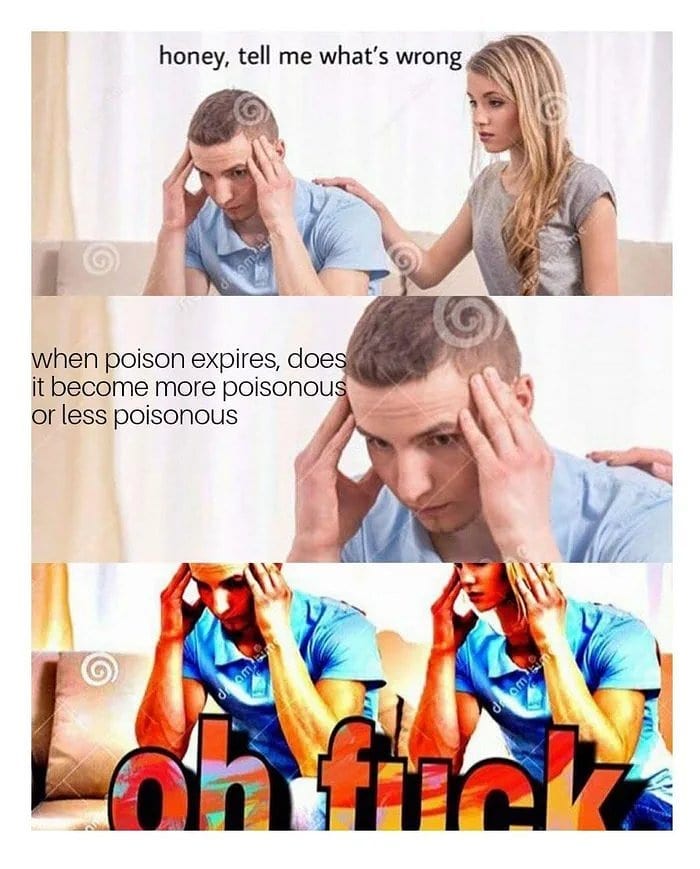 honey, tell me what's wrong
when poison expires, does
it become more poisonous
or less poisonous
oh fuck